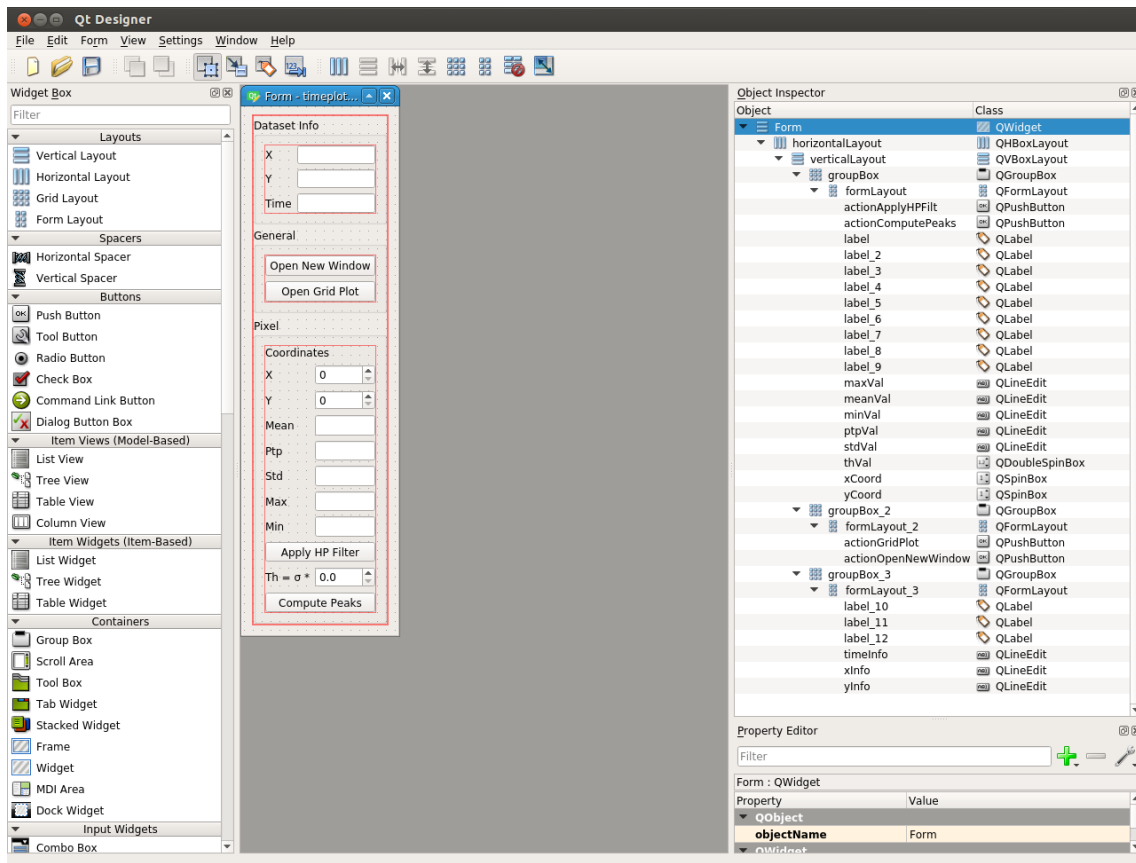 Qt Designer
File Edit Form View Settings Window Help
Widget Box
Filter
Layouts
Vertical Layout
Horizontal Layout
Grid Layout
Form Layout
Spacers
Horizontal Spacer
Vertical Spacer
Buttons
Push Button
Tool Button
Radio Button
Check Box
Command Link Button
Dialog Button Box
Item Views (Model-Based)
List View
Tree View
Table View
Column View
Item Widgets (Item-Based)
List Widget
Tree Widget
Table Widget
Containers
Group Box
Scroll Area
Tool Box
Tab Widget
Stacked Widget
Frame
Widget
MDI Area
Dock Widget
Input Widgets
Combo Box
Form - timeplot...
Dataset Info
X
Y
Time
General
Open New Window
Open Grid Plot
Pixel
Coordinates
X 0
Y 0
Mean
Ptp
Std
Max
Min
Apply HP Filter
Th = σ * 0.0
Compute Peaks
Object Inspector
Object Class
Form QWidget
horizontalLayout QHBoxLayout
verticalLayout QVBoxLayout
groupBox QGroupBox
formLayout QFormLayout
actionApplyHPFilt QPushButton
actionComputePeaks QPushButton
label QLabel
label_2 QLabel
label_3 QLabel
label_4 QLabel
label_5 QLabel
label_6 QLabel
label_7 QLabel
label_8 QLabel
label_9 QLabel
maxVal QLineEdit
meanVal QLineEdit
minVal QLineEdit
ptpVal QLineEdit
stdVal QLineEdit
thVal QDoubleSpinBox
xCoord QSpinBox
yCoord QSpinBox
groupBox_2 QGroupBox
formLayout_2 QFormLayout
actionGridPlot QPushButton
actionOpenNewWindow QPushButton
groupBox_3 QGroupBox
formLayout_3 QFormLayout
label_10 QLabel
label_11 QLabel
label_12 QLabel
timeInfo QLineEdit
xInfo QLineEdit
yInfo QLineEdit
Property Editor
Filter
Form : QWidget
Property Value
QObject
objectName Form
QWidget